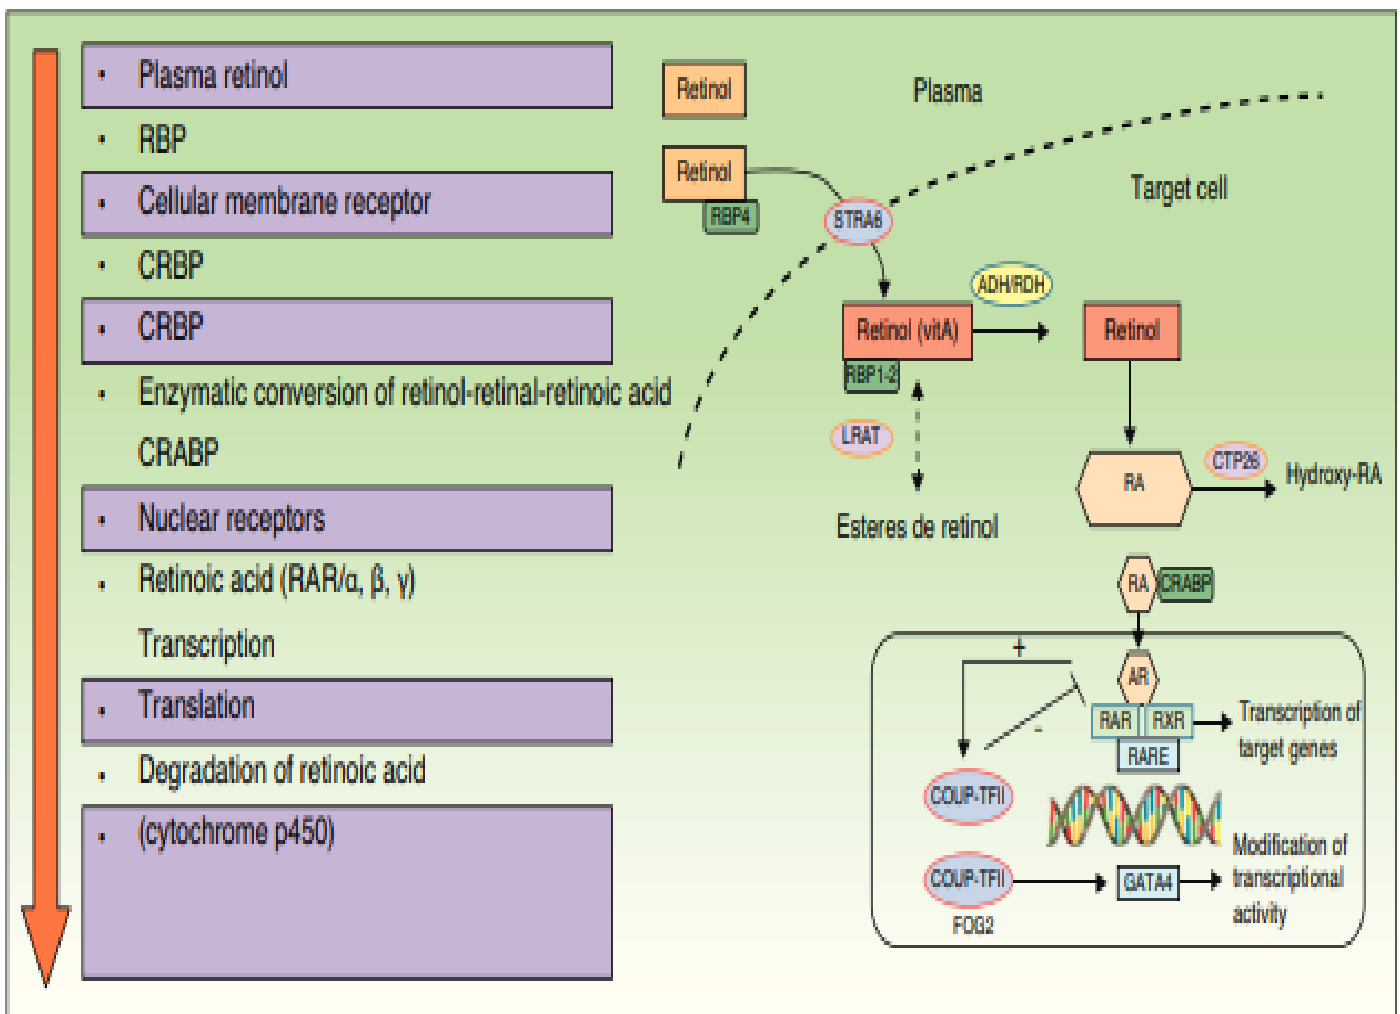 Plasma retinol
RBP
Cellular membrane receptor
CRBP
CRBP
Enzymatic conversion of retinol-retinal-retinoic acid
CRABP
Nuclear receptors
Retinoic acid (RAR/α, β, γ)
Transcription
Translation
Degradation of retinoic acid
(cytochrome p450)
Retinol
Plasma
Retinol
RBP4
STRA6
Target cell
ADH/RDH
Retinol (vitA)
RBP1-2
Retinol
LRAT
Esteres de retinol
RA
CTP26
Hydroxy-RA
RA
CRABP
+
-
AR
RAR
RXR
RARE
Transcription of
target genes
COUP-TFII
COUP-TFII
FOG2
GATA4
Modification of
transcriptional
activity